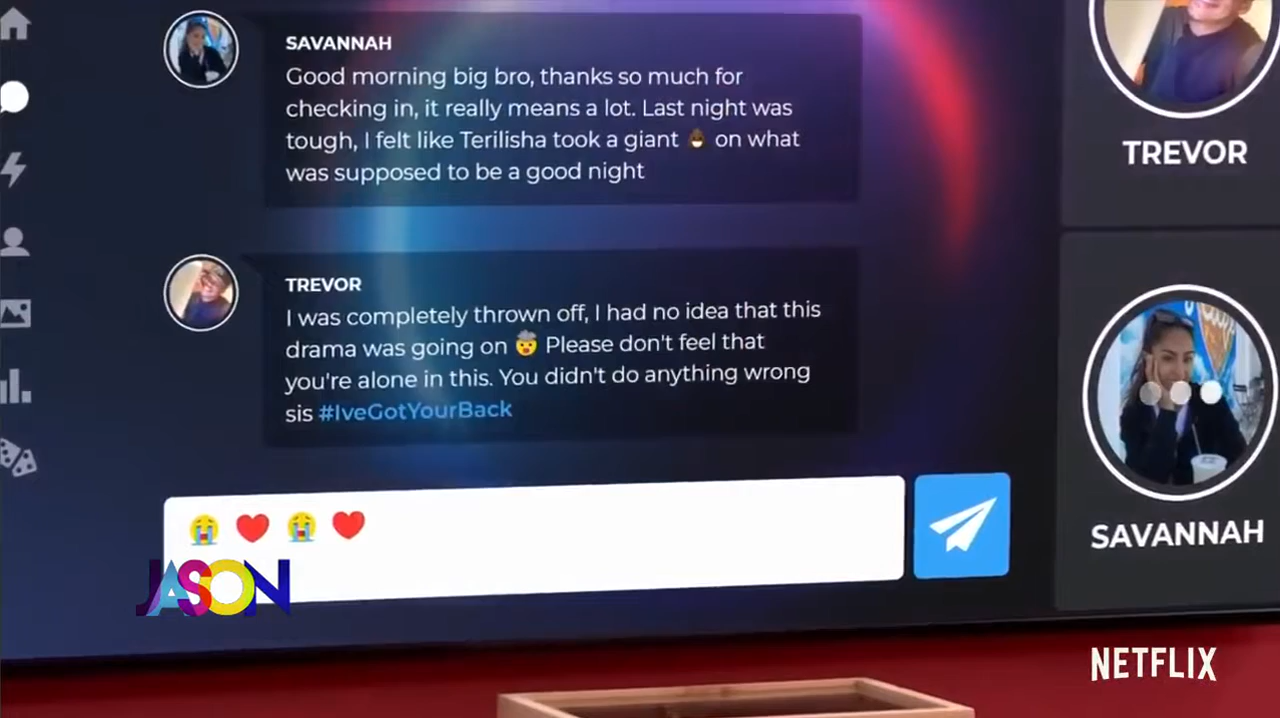 SAVANNAH
Good morning big bro, thanks so much for
checking in, it really means a lot. Last night was
tough, I felt like Terilisha took a giant 💩 on what
was supposed to be a good night
TREVOR
I was completely thrown off, I had no idea that this
drama was going on 🤯 Please don't feel that
you're alone in this. You didn't do anything wrong
sis #IveGotYourBack
😭 ❤️ 😭 ❤️
TREVOR
SAVANNAH
JASON
NETFLIX